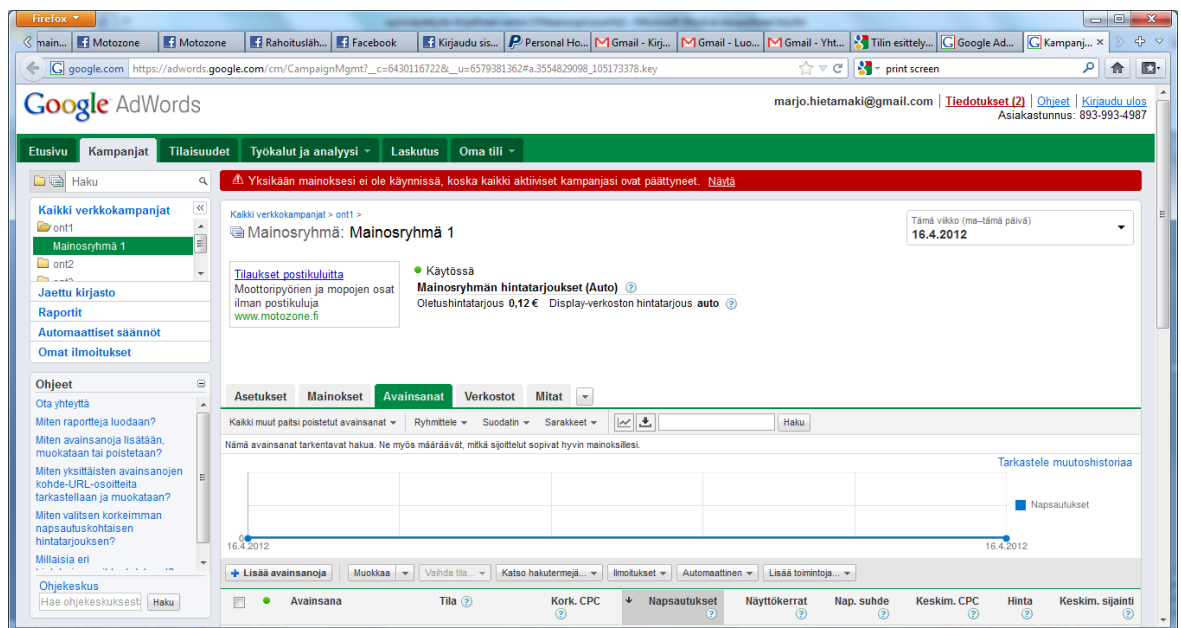 Firefox
main...
Motozone
Motozone
Rahoitusläh...
Facebook
Kirjaudu sis...
Personal Ho...
Gmail - Kirj...
Gmail - Luo...
Gmail - Yht...
Tilin esittely...
Google Ad...
Kampanj...
google.com https://adwords.google.com/cm/CampaignMgmt?__c=6430116722&__u=6579381362#a.3554829098_105173378.key
print screen
Google AdWords
marjo.hietamaki@gmail.com | Tiedotukset (2) | Ohjeet | Kirjaudu ulos
Asiakastunnus: 893-993-4987
Etusivu Kampanjat Tilaisuudet Työkalut ja analyysi Laskutus Oma tili
Haku
Yksikään mainoksesi ei ole käynnissä, koska kaikki aktiiviset kampanjasi ovat päättyneet. Näytä
Kaikki verkkokampanjat
ont1
Mainosryhmä 1
ont2
Jaettu kirjasto
Raportit
Automaattiset säännöt
Omat ilmoitukset
Kaikki verkkokampanjat > ont1 >
Mainosryhmä: Mainosryhmä 1
Tämä viikko (ma–tämä päivä)
16.4.2012
Tilaukset postikuluitta
Moottoripyörien ja mopojen osat
ilman postikuluja
www.motozone.fi
Käytössä
Mainosryhmän hintatarjoukset (Auto)
Oletushintatarjous 0,12 € Display-verkoston hintatarjous auto
Ohjeet
Ota yhteyttä
Miten raportteja luodaan?
Miten avainsanoja lisätään,
muokataan tai poistetaan?
Miten yksittäisten avainsanojen
kohde-URL-osoitteita
tarkastellaan ja muokataan?
Miten valitsen korkeimman
napsautuskohtaisen
hintatarjouksen?
Millaisia eri
Ohjekeskus
Hae ohjekeskuksest
Haku
Asetukset Mainokset Avainsanat Verkostot Mitat
Kaikki muut paitsi poistetut avainsanat Ryhmittele Suodatin Sarakkeet Haku
Nämä avainsanat tarkentavat hakua. Ne myös määräävät, mitkä sijoittelut sopivat hyvin mainoksillesi.
Tarkastele muutoshistoriaa
Napsautukset
0
16.4.2012
16.4.2012
Lisää avainsanoja Muokkaa Vaihda tila... Katso hakutermejä... Ilmoitukset Automaattinen Lisää toimintoja...
Avainsana Tila Kork. CPC Napsautukset Näyttökerrat Nap. suhde Keskim. CPC Hinta Keskim. sijainti